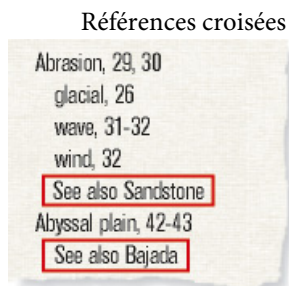 Références croisées
Abrasion, 29, 30
glacial, 26
wave, 31-32
wind, 32
See also Sandstone
Abyssal plain, 42-43
See also Bajada